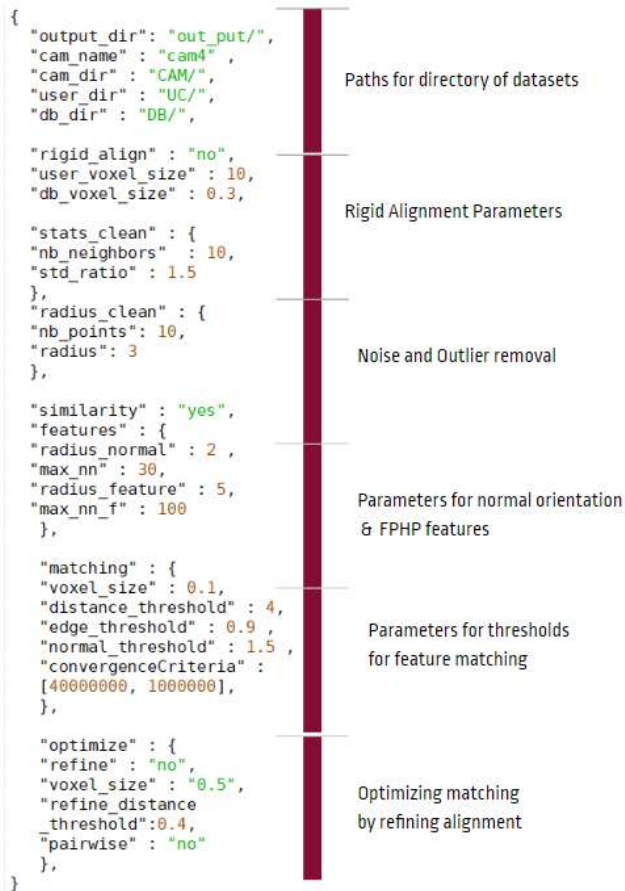 {
"output_dir": "out_put/",
"cam_name" : "cam4" ,
"cam_dir" : "CAM/",
"user_dir" : "UC/",
"db_dir" : "DB/",
Paths for directory of datasets
"rigid_align" : "no",
"user_voxel_size" : 10,
"db_voxel_size" : 0.3,
Rigid Alignment Parameters
"stats_clean" : {
"nb_neighbors"  : 10,
"std_ratio" : 1.5
},
"radius_clean" : {
"nb_points": 10,
"radius": 3
},
Noise and Outlier removal
"similarity" : "yes",
"features" : {
"radius_normal" : 2 ,
"max_nn" : 30,
"radius_feature" : 5,
"max_nn_f" : 100
},
Parameters for normal orientation
& FPHP features
"matching" : {
"voxel_size" : 0.1,
"distance_threshold" : 4,
"edge_threshold" : 0.9 ,
"normal_threshold" : 1.5 ,
"convergenceCriteria" :
[40000000, 1000000],
},
Parameters for thresholds
for feature matching
"optimize" : {
"refine" : "no",
"voxel_size" : "0.5",
"refine_distance
_threshold":0.4,
"pairwise" : "no"
},
Optimizing matching
by refining alignment
}